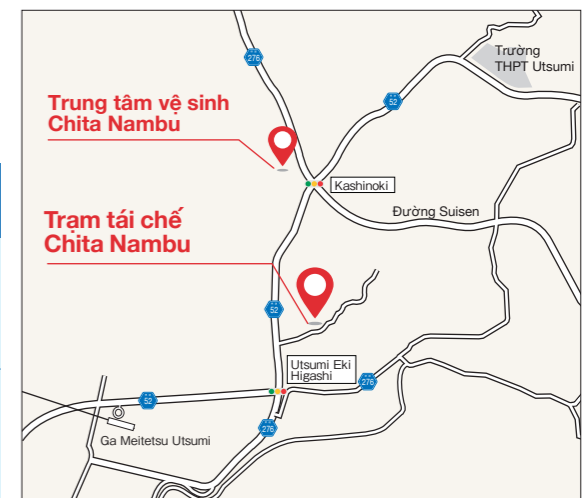 276
Trường
THPT Utsumi
52
Trung tâm vệ sinh
Chita Nambu
Kashinoki
Đường Suisen
Trạm tái chế
Chita Nambu
52
Utsumi Eki
Higashi
276
52
276
Ga Meitetsu Utsumi